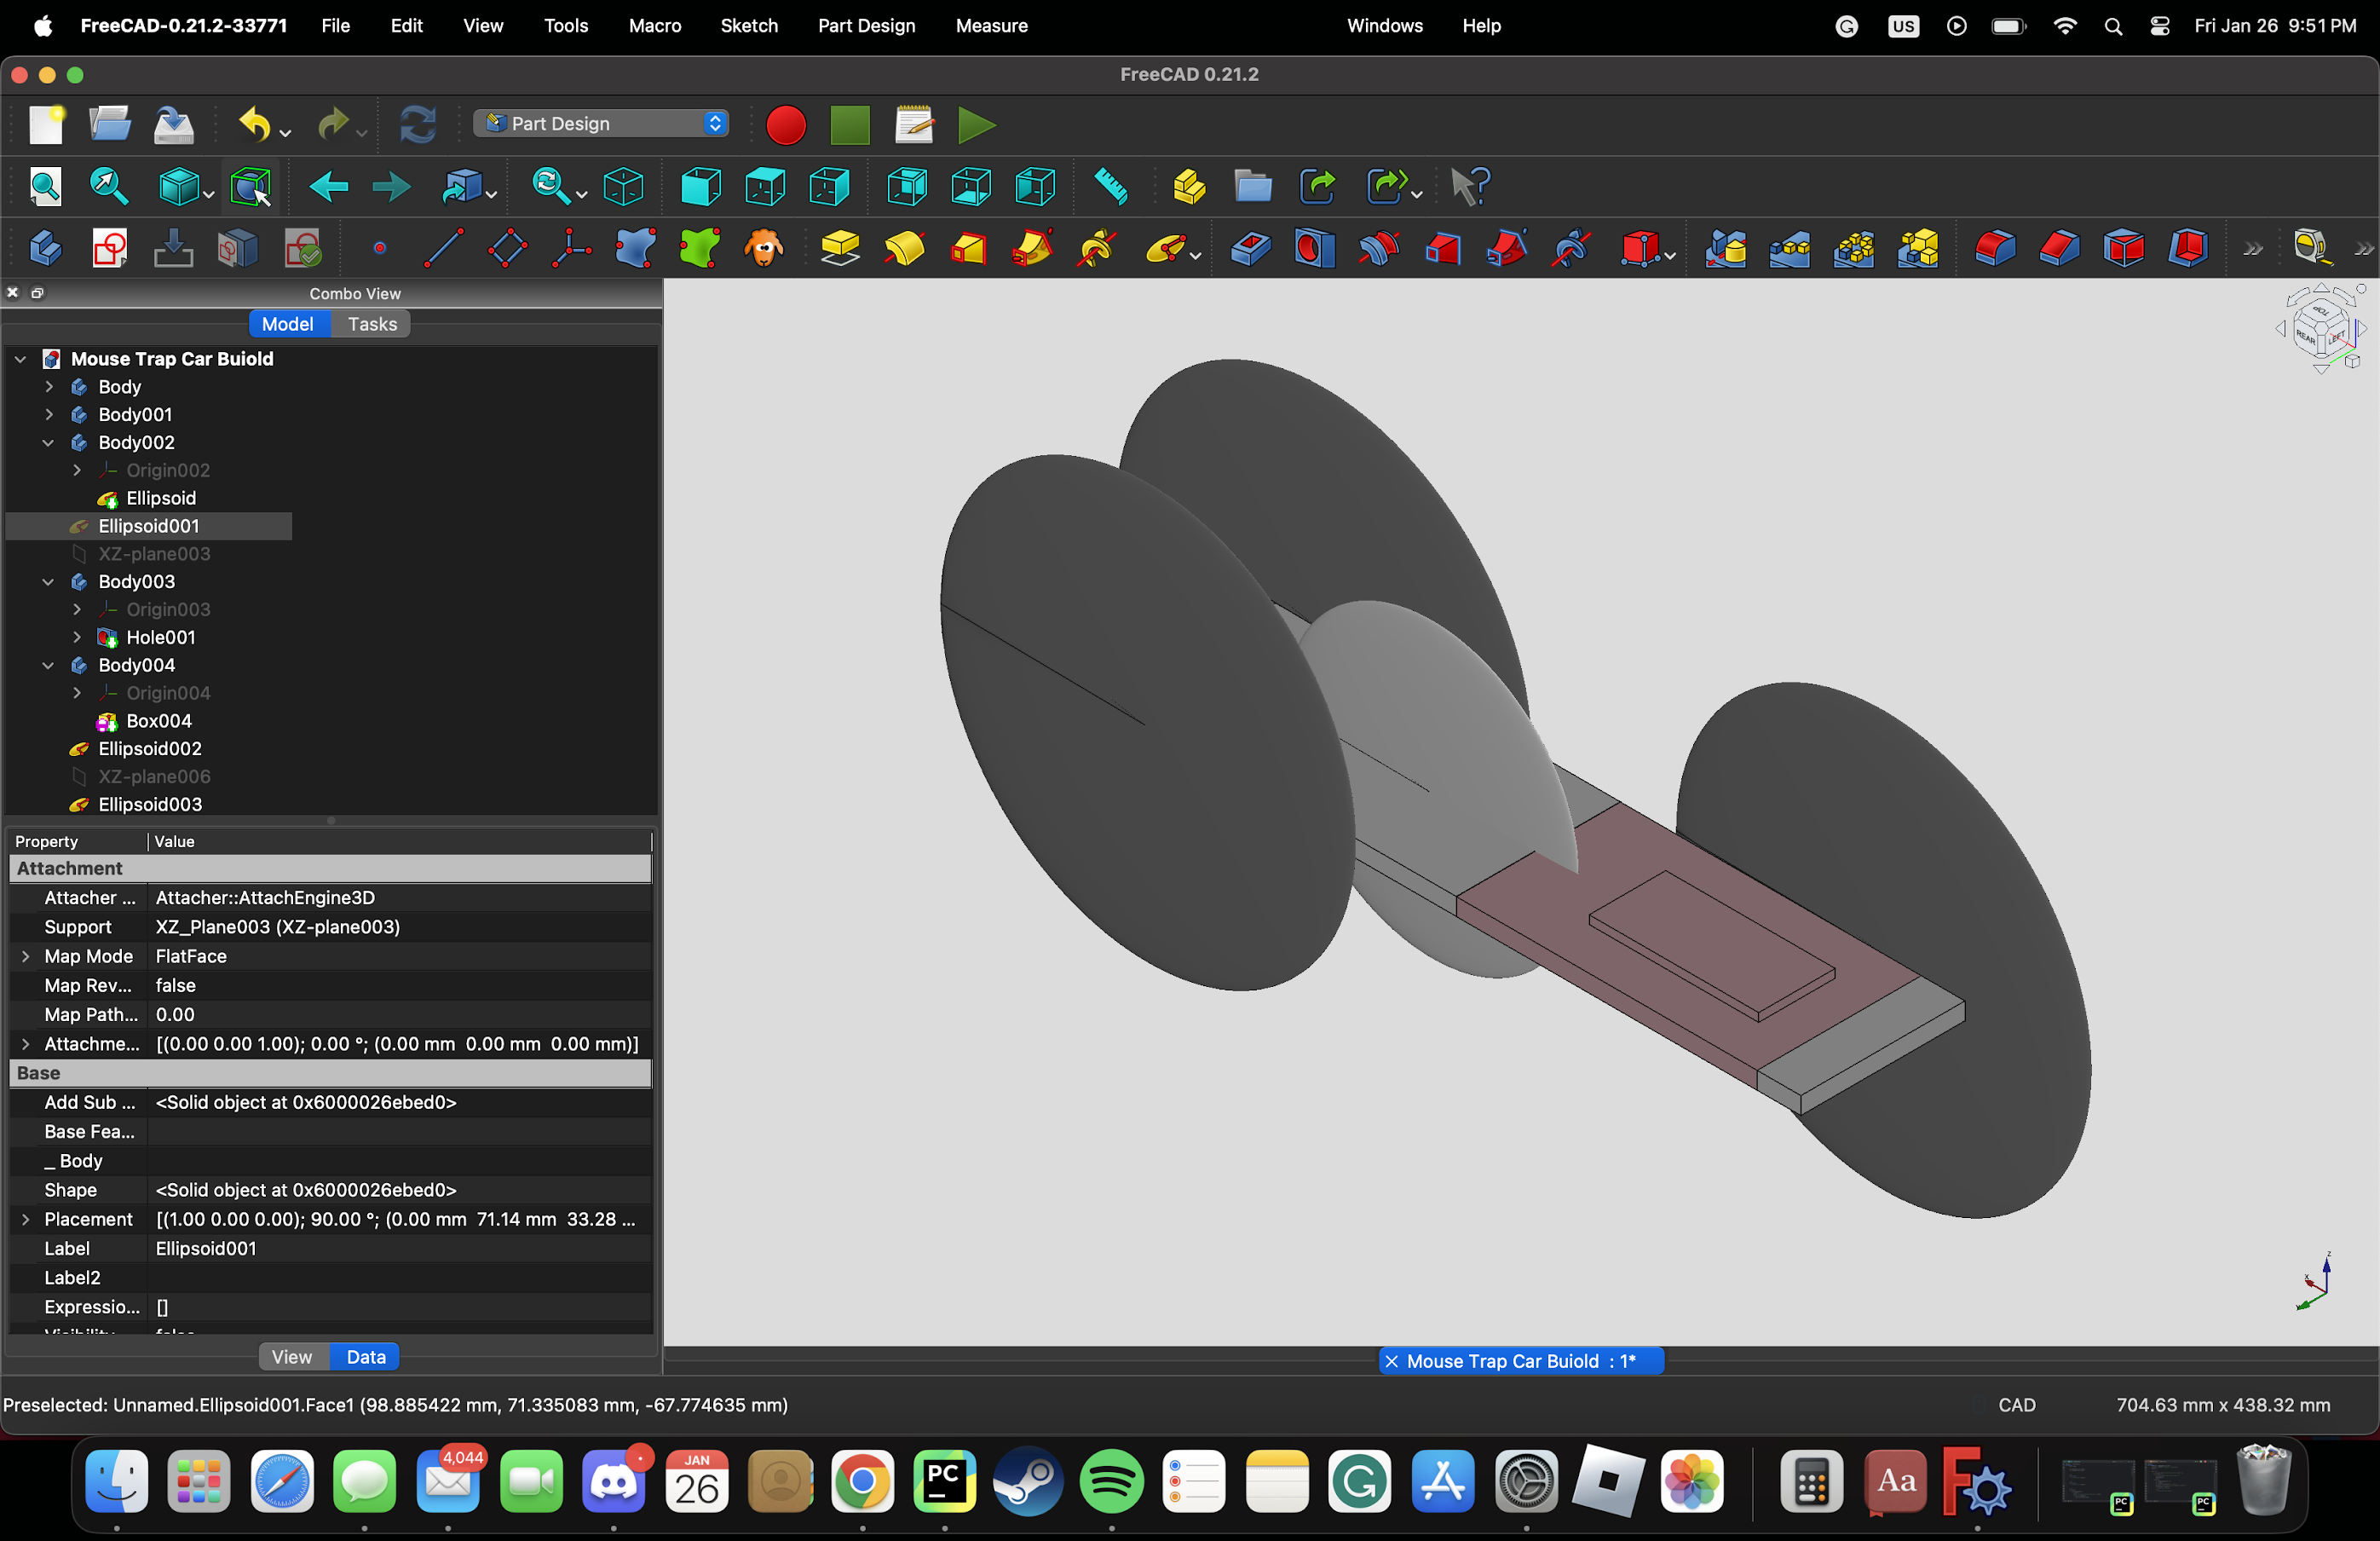 FreeCAD-0.21.2-33771 File Edit View Tools Macro Sketch Part Design Measure Windows Help US Fri Jan 26 9:51 PM
FreeCAD 0.21.2
Part Design
Combo View
Model Tasks
Mouse Trap Car Buiold
Body
Body001
Body002
Origin002
Ellipsoid
Ellipsoid001
XZ-plane003
Body003
Origin003
Hole001
Body004
Origin004
Box004
Ellipsoid002
XZ-plane006
Ellipsoid003
Property Value
Attachment
Attacher ... Attacher::AttachEngine3D
Support XZ_Plane003 (XZ-plane003)
Map Mode FlatFace
Map Rev... false
Map Path... 0.00
Attachme... [(0.00 0.00 1.00); 0.00 °; (0.00 mm 0.00 mm 0.00 mm)]
Base
Add Sub ... <Solid object at 0x6000026ebed0>
Base Fea...
_ Body
Shape <Solid object at 0x6000026ebed0>
Placement [(1.00 0.00 0.00); 90.00 °; (0.00 mm 71.14 mm 33.28 ...
Label Ellipsoid001
Label2
Expressio... []
View Data
TOP
REAR LEFT
Z
X
Mouse Trap Car Buiold : 1*
Preselected: Unnamed.Ellipsoid001.Face1 (98.885422 mm, 71.335083 mm, -67.774635 mm)
CAD 704.63 mm x 438.32 mm
4,044
JAN
26
PC
Aa
PC
PC